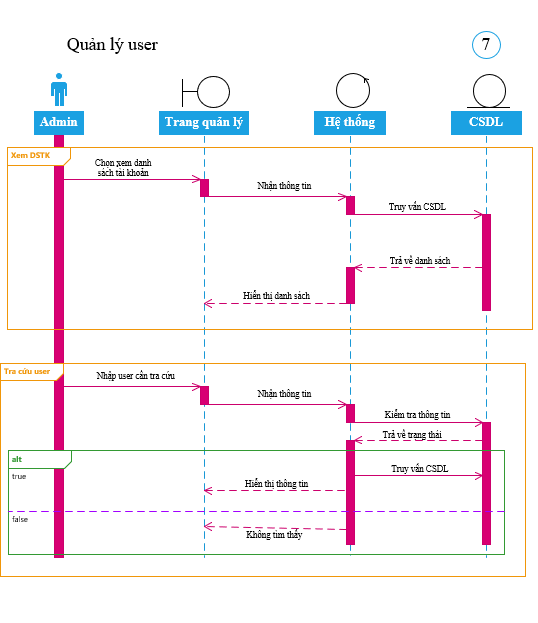 Quản lý user
7
Admin
Trang quản lý
Hệ thống
CSDL
Xem DSTK
Chọn xem danh
sách tài khoản
Nhận thông tin
Truy vấn CSDL
Trả về danh sách
Hiển thị danh sách
Tra cứu user
Nhập user cần tra cứu
Nhận thông tin
Kiểm tra thông tin
Trả về trạng thái
alt
true
Truy vấn CSDL
Hiển thị thông tin
false
Không tìm thấy